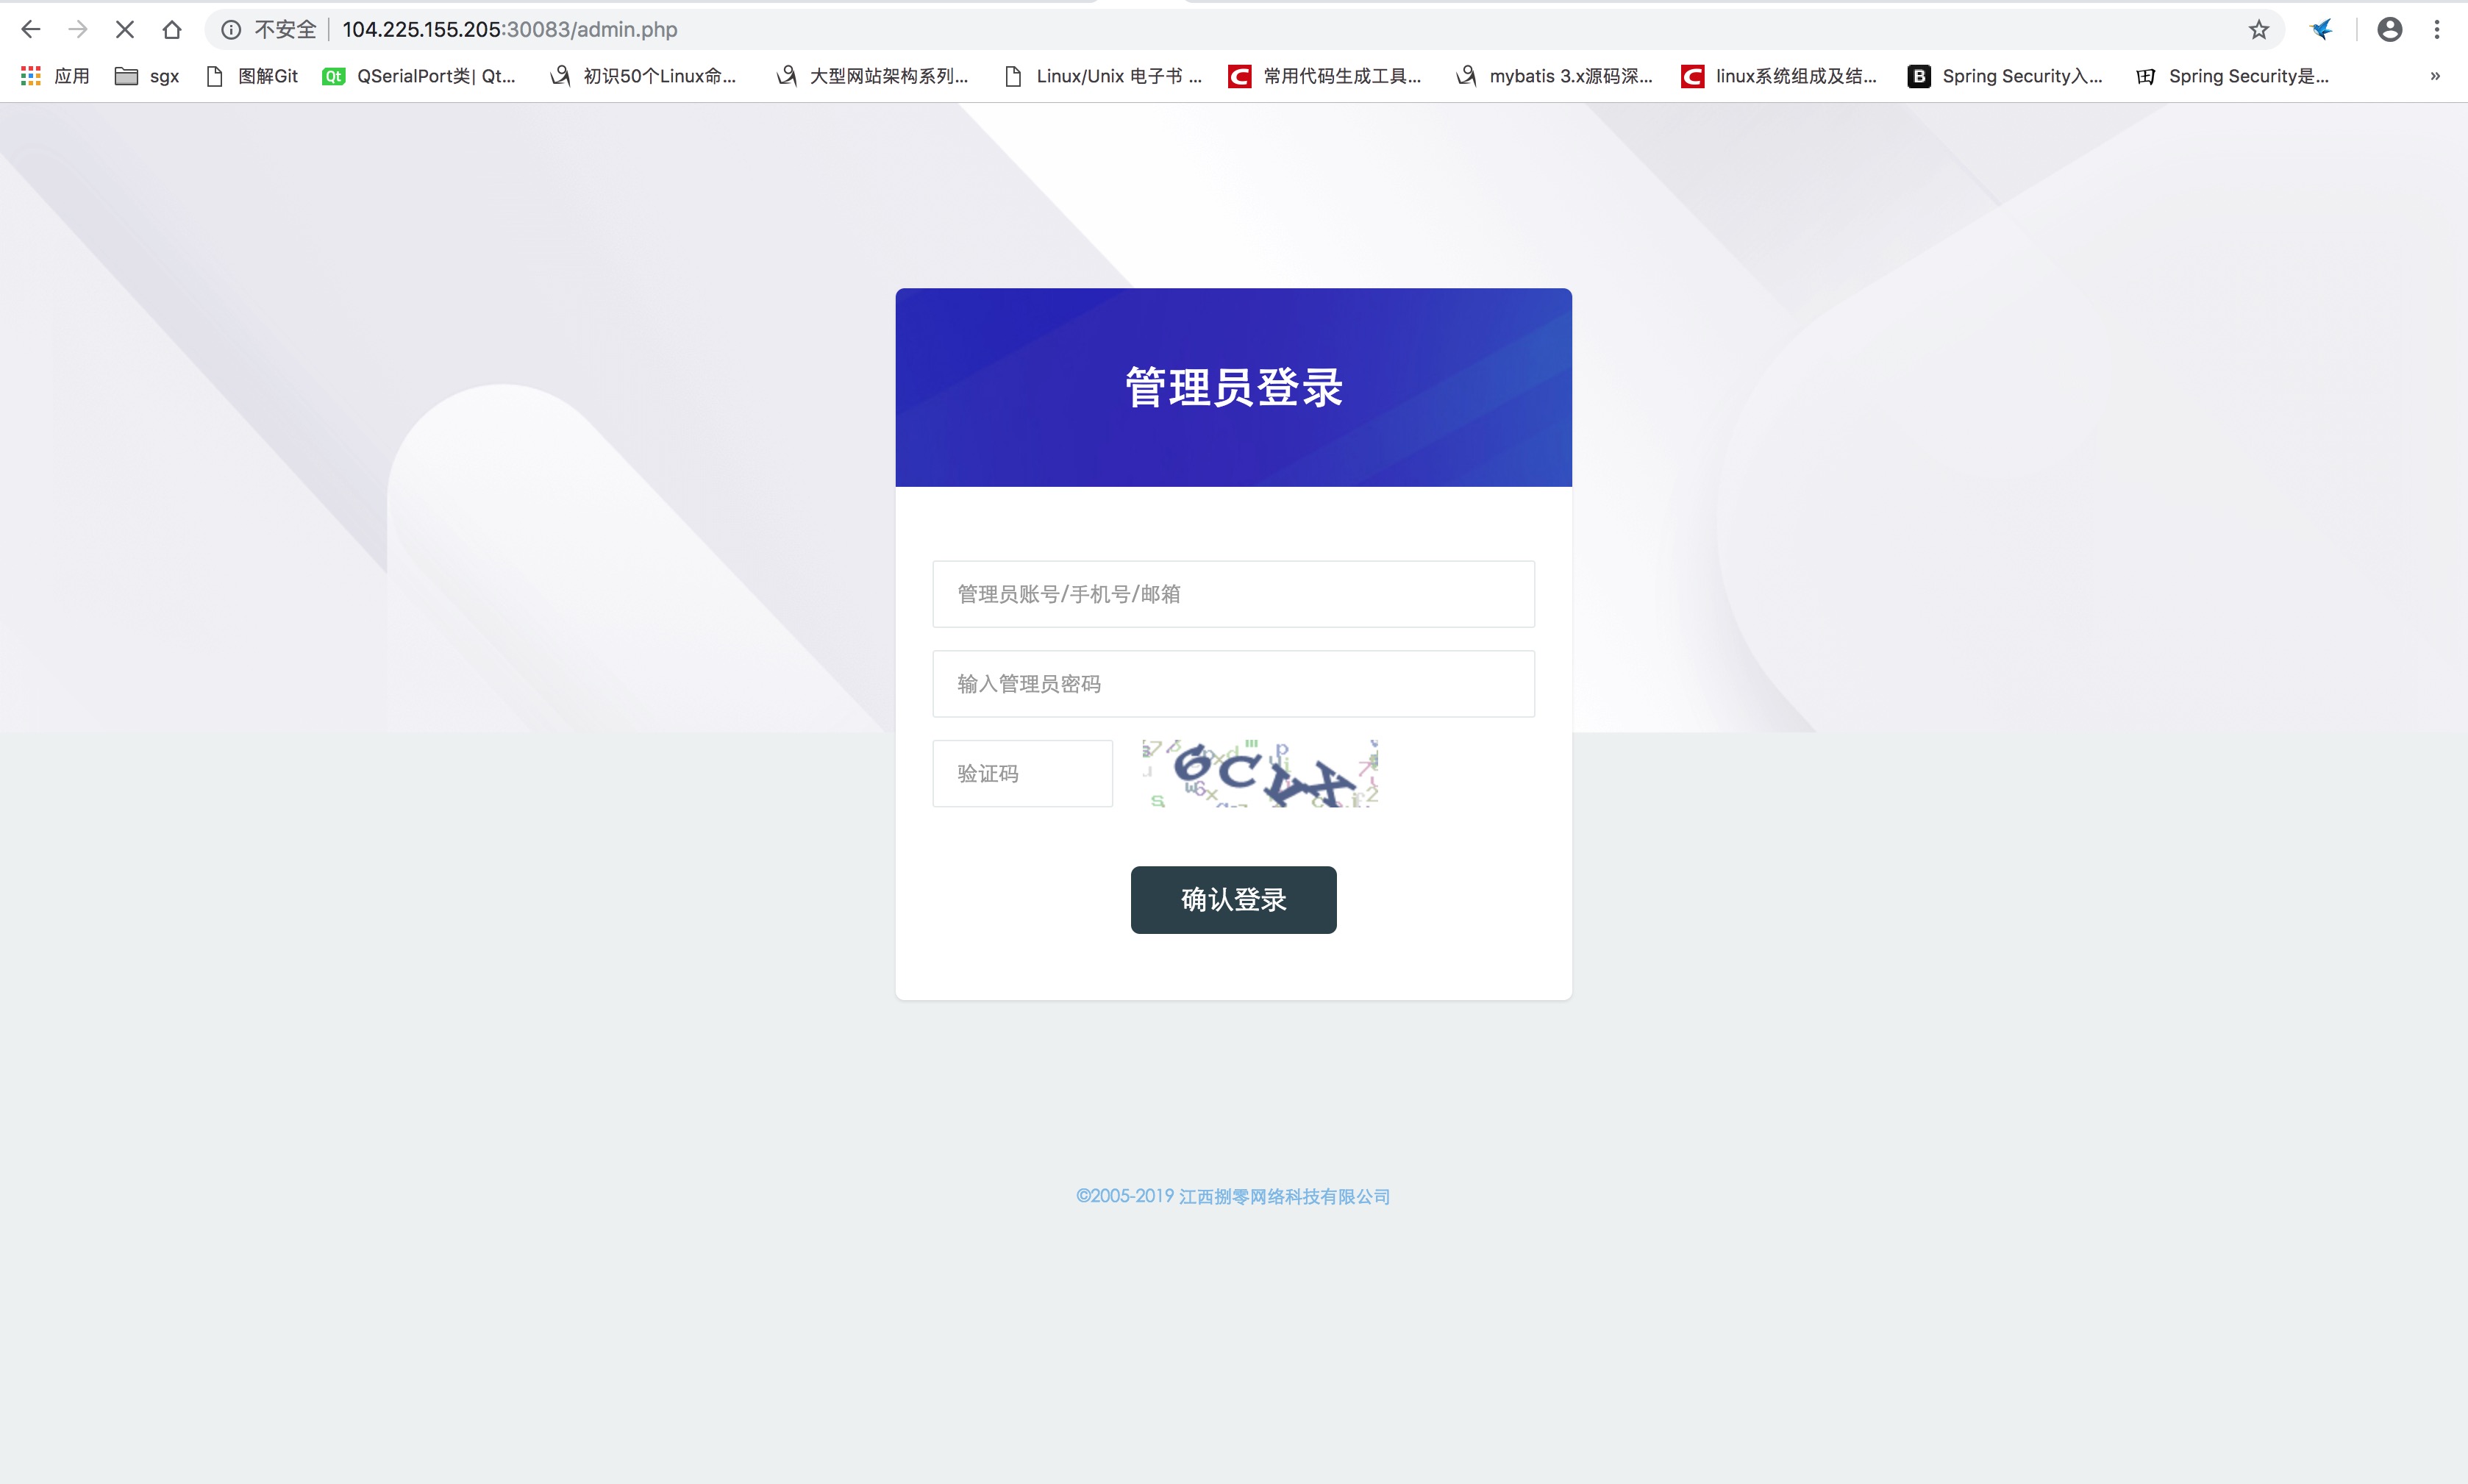 不安全 104.225.155.205:30083/admin.php
应用 sgx 图解Git QSerialPort类| Qt... 初识50个Linux命... 大型网站架构系列... Linux/Unix 电子书 ... 常用代码生成工具... mybatis 3.x源码深... linux系统组成及结... Spring Security入... Spring Security是... »
管理员登录
管理员账号/手机号/邮箱
输入管理员密码
验证码
确认登录
©2005-2019 江西捌零网络科技有限公司